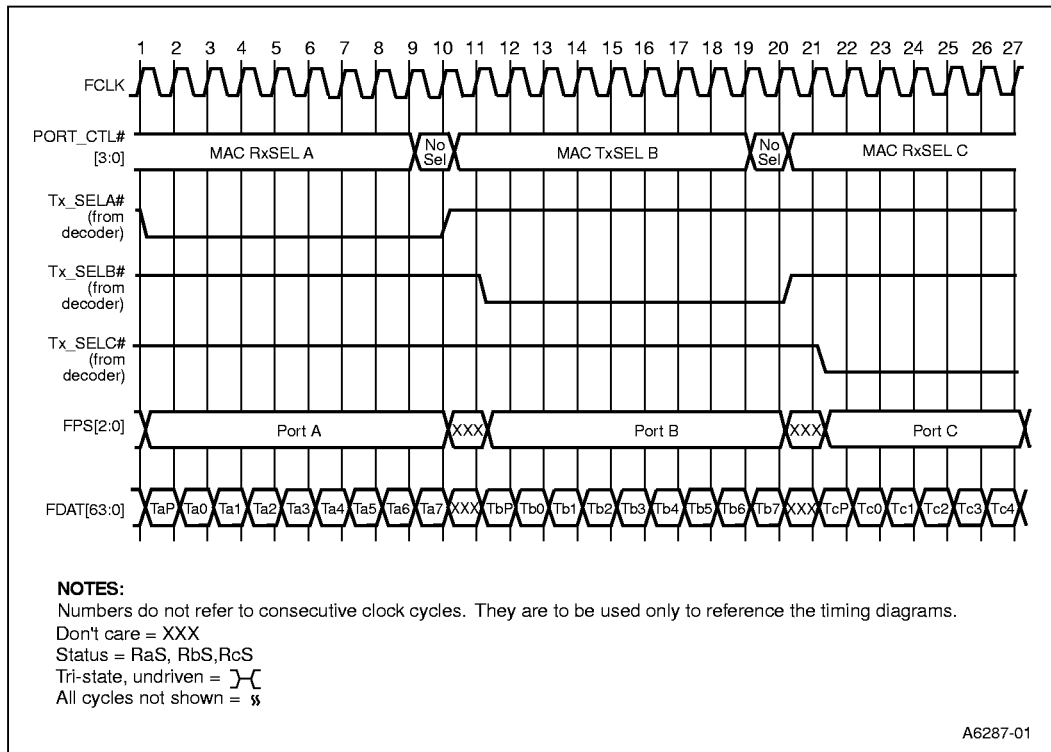 1 2 3 4 5 6 7 8 9 10 11 12 13 14 15 16 17 18 19 20 21 22 23 24 25 26 27
FCLK
PORT_CTL#
[3:0]
MAC RxSEL A
No
Sel
MAC TxSEL B
No
Sel
MAC RxSEL C
Tx_SELA#
(from
decoder)
Tx_SELB#
(from
decoder)
Tx_SELC#
(from
decoder)
FPS[2:0] Port A XXX Port B XXX Port C
FDAT[63:0] TaP Ta0 Ta1 Ta2 Ta3 Ta4 Ta5 Ta6 Ta7 XXX TbP Tb0 Tb1 Tb2 Tb3 Tb4 Tb5 Tb6 Tb7 XXX TcP Tc0 Tc1 Tc2 Tc3 Tc4
NOTES:
Numbers do not refer to consecutive clock cycles. They are to be used only to reference the timing diagrams.
Don't care = XXX
Status = RaS, RbS,RcS
Tri-state, undriven =
All cycles not shown =
A6287-01